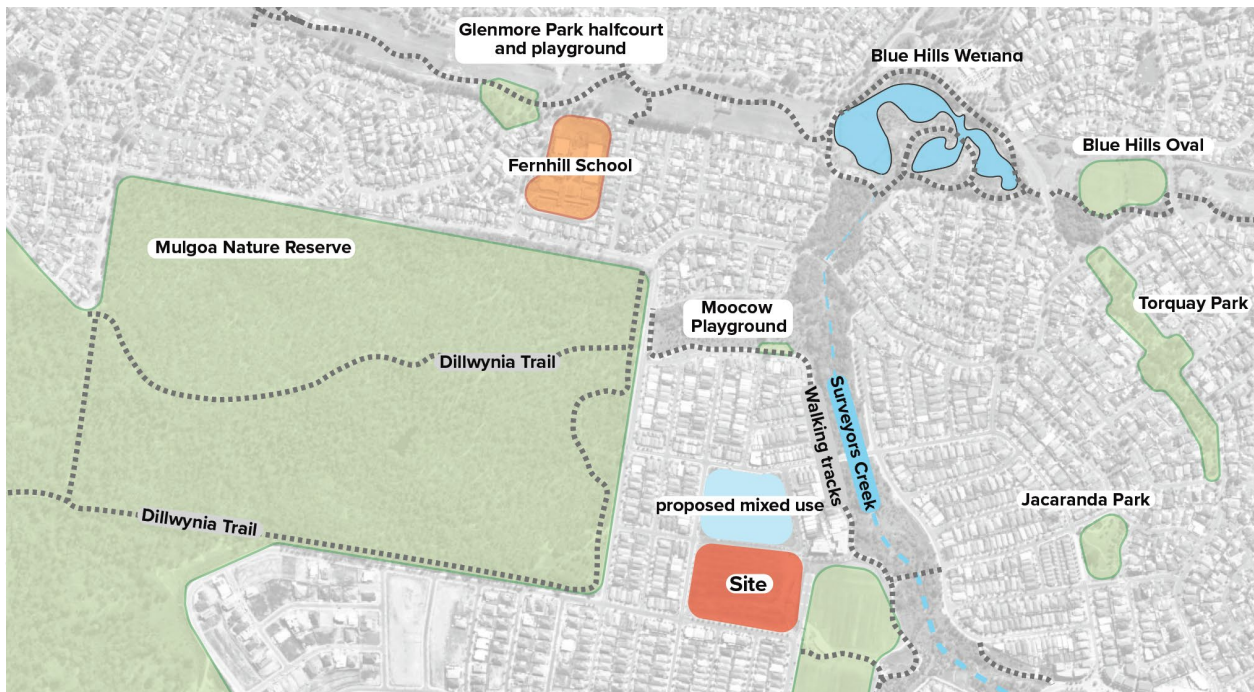 Glenmore Park halfcourt
and playground
Blue Hills Wetland
Blue Hills Oval
Fernhill School
Mulgoa Nature Reserve
Torquay Park
Moocow
Playground
Dillwynia Trail
Surveyors Creek
Walking tracks
Jacaranda Park
proposed mixed use
Dillwynia Trail
Site